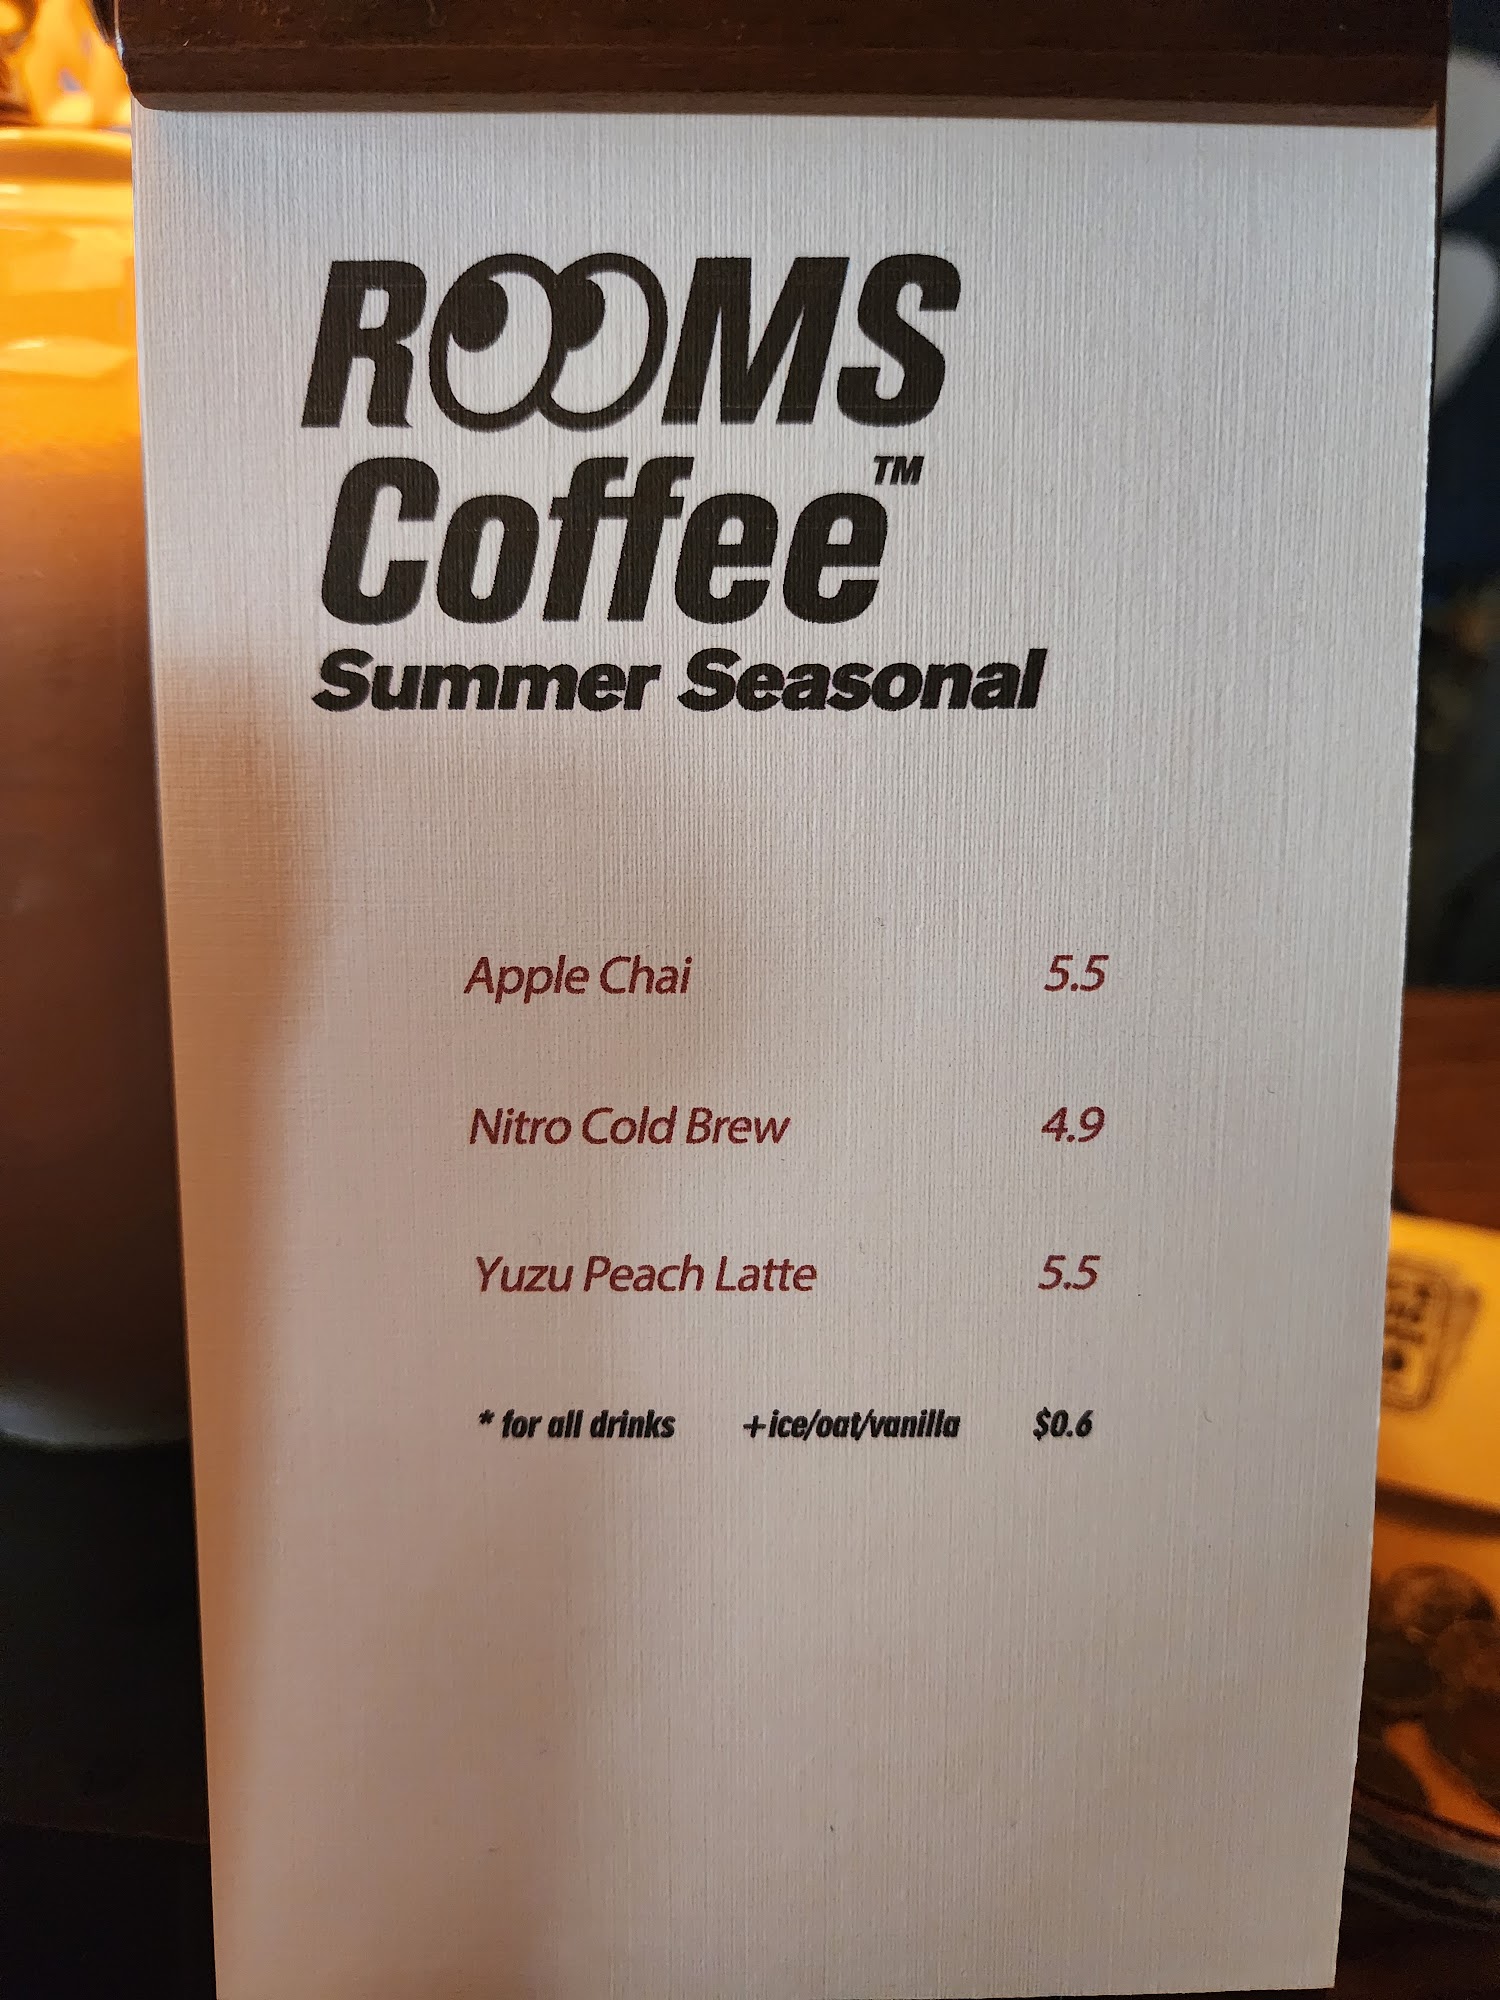 ROOMS
Coffee™
Summer Seasonal
Apple Chai 5.5
Nitro Cold Brew 4.9
Yuzu Peach Latte 5.5
* for all drinks +ice/oat/vanilla $0.6